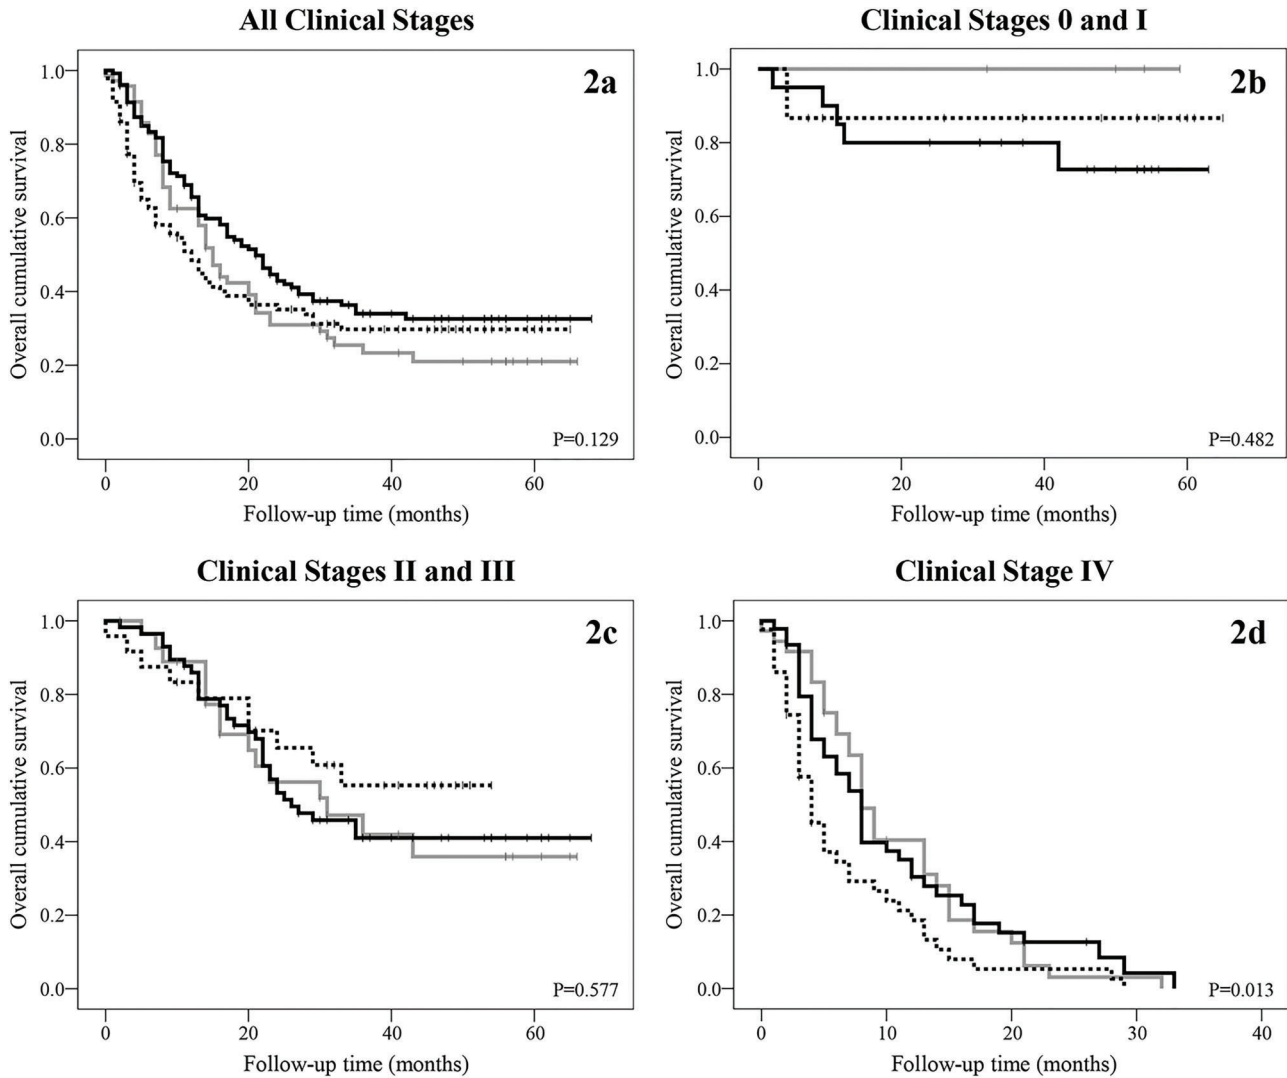 All Clinical Stages
2a
1.0
0.8
0.6
0.4
0.2
0.0
Overall cumulative survival
P=0.129
0 20 40 60
Follow-up time (months)
Clinical Stages 0 and I
2b
1.0
0.8
0.6
0.4
0.2
0.0
Overall cumulative survival
P=0.482
0 20 40 60
Follow-up time (months)
Clinical Stages II and III
2c
1.0
0.8
0.6
0.4
0.2
0.0
Overall cumulative survival
P=0.577
0 20 40 60
Follow-up time (months)
Clinical Stage IV
2d
1.0
0.8
0.6
0.4
0.2
0.0
Overall cumulative survival
P=0.013
0 10 20 30 40
Follow-up time (months)